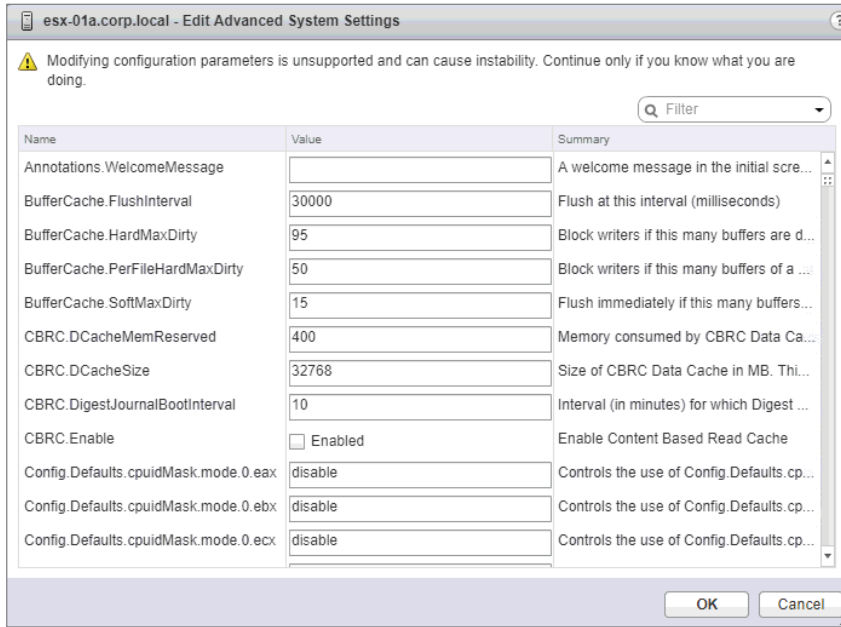 esx-01a.corp.local - Edit Advanced System Settings
?
Modifying configuration parameters is unsupported and can cause instability. Continue only if you know what you are
doing.
Filter
Name Value Summary
Annotations.WelcomeMessage A welcome message in the initial scre...
BufferCache.FlushInterval 30000 Flush at this interval (milliseconds)
BufferCache.HardMaxDirty 95 Block writers if this many buffers are d...
BufferCache.PerFileHardMaxDirty 50 Block writers if this many buffers of a ...
BufferCache.SoftMaxDirty 15 Flush immediately if this many buffers...
CBRC.DCacheMemReserved 400 Memory consumed by CBRC Data Ca...
CBRC.DCacheSize 32768 Size of CBRC Data Cache in MB. Thi...
CBRC.DigestJournalBootInterval 10 Interval (in minutes) for which Digest ...
CBRC.Enable Enabled Enable Content Based Read Cache
Config.Defaults.cpuidMask.mode.0.eax disable Controls the use of Config.Defaults.cp...
Config.Defaults.cpuidMask.mode.0.ebx disable Controls the use of Config.Defaults.cp...
Config.Defaults.cpuidMask.mode.0.ecx disable Controls the use of Config.Defaults.cp...
OK Cancel